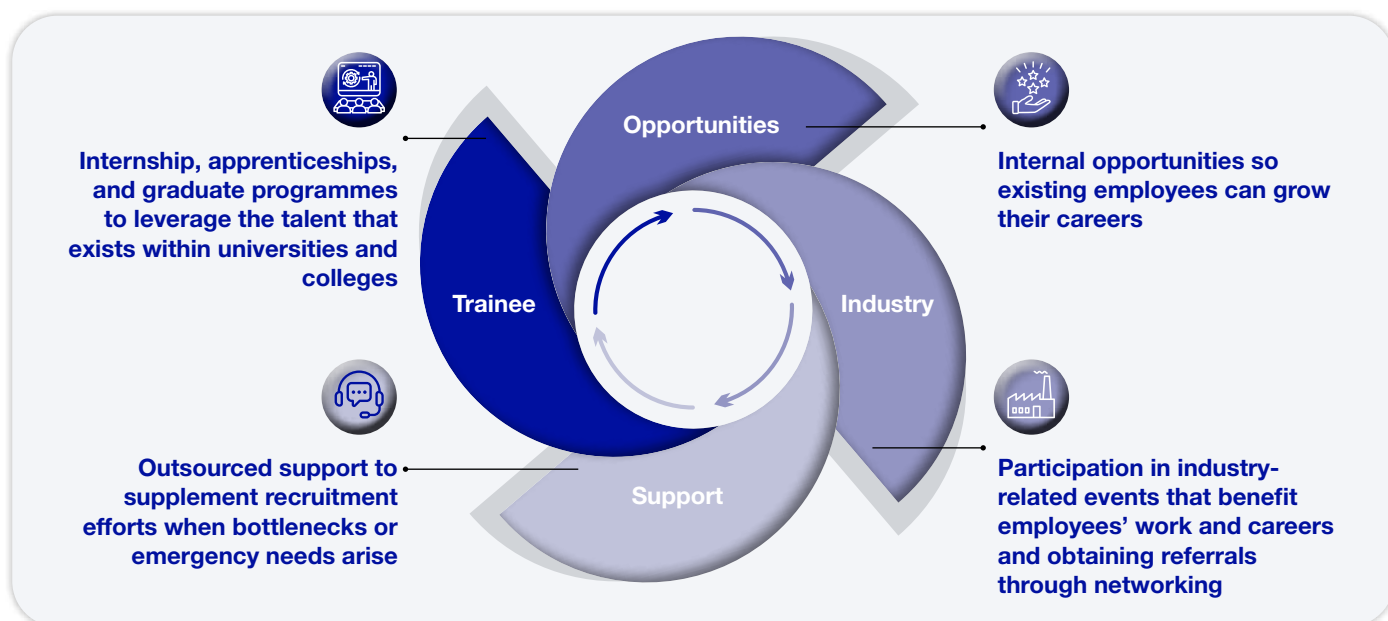 Internship, apprenticeships,
and graduate programmes
to leverage the talent that
exists within universities and
colleges
Opportunities
Internal opportunities so
existing employees can grow
their careers
Trainee
Industry
Outsourced support to
supplement recruitment
efforts when bottlenecks or
emergency needs arise
Support
Participation in industry-
related events that benefit
employees’ work and careers
and obtaining referrals
through networking